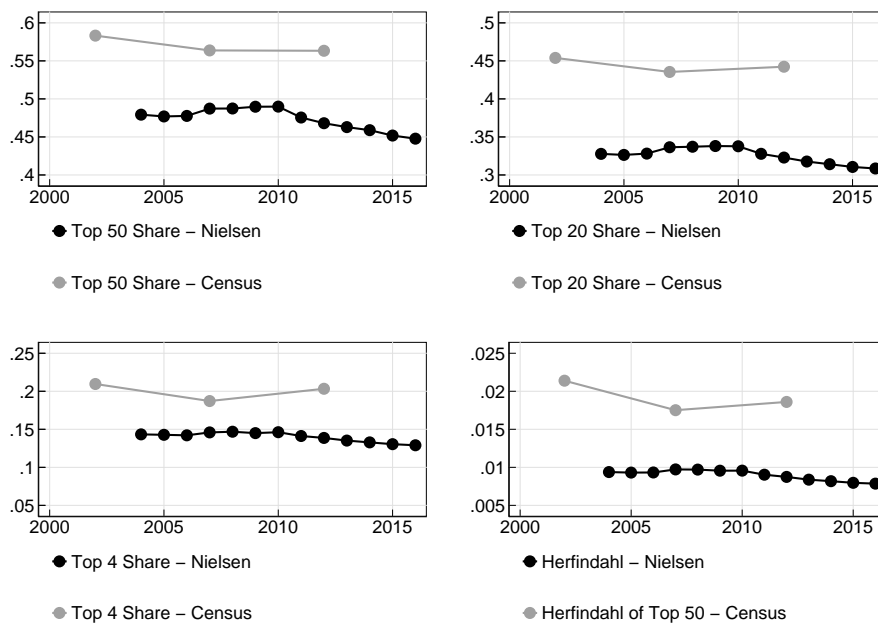 .6
.55
.5
.45
.4
2000 2005 2010 2015
Top 50 Share – Nielsen
Top 50 Share – Census
.5
.45
.4
.35
.3
2000 2005 2010 2015
Top 20 Share – Nielsen
Top 20 Share – Census
.25
.2
.15
.1
.05
2000 2005 2010 2015
Top 4 Share – Nielsen
Top 4 Share – Census
.025
.02
.015
.01
.005
2000 2005 2010 2015
Herfindahl – Nielsen
Herfindahl of Top 50 – Census